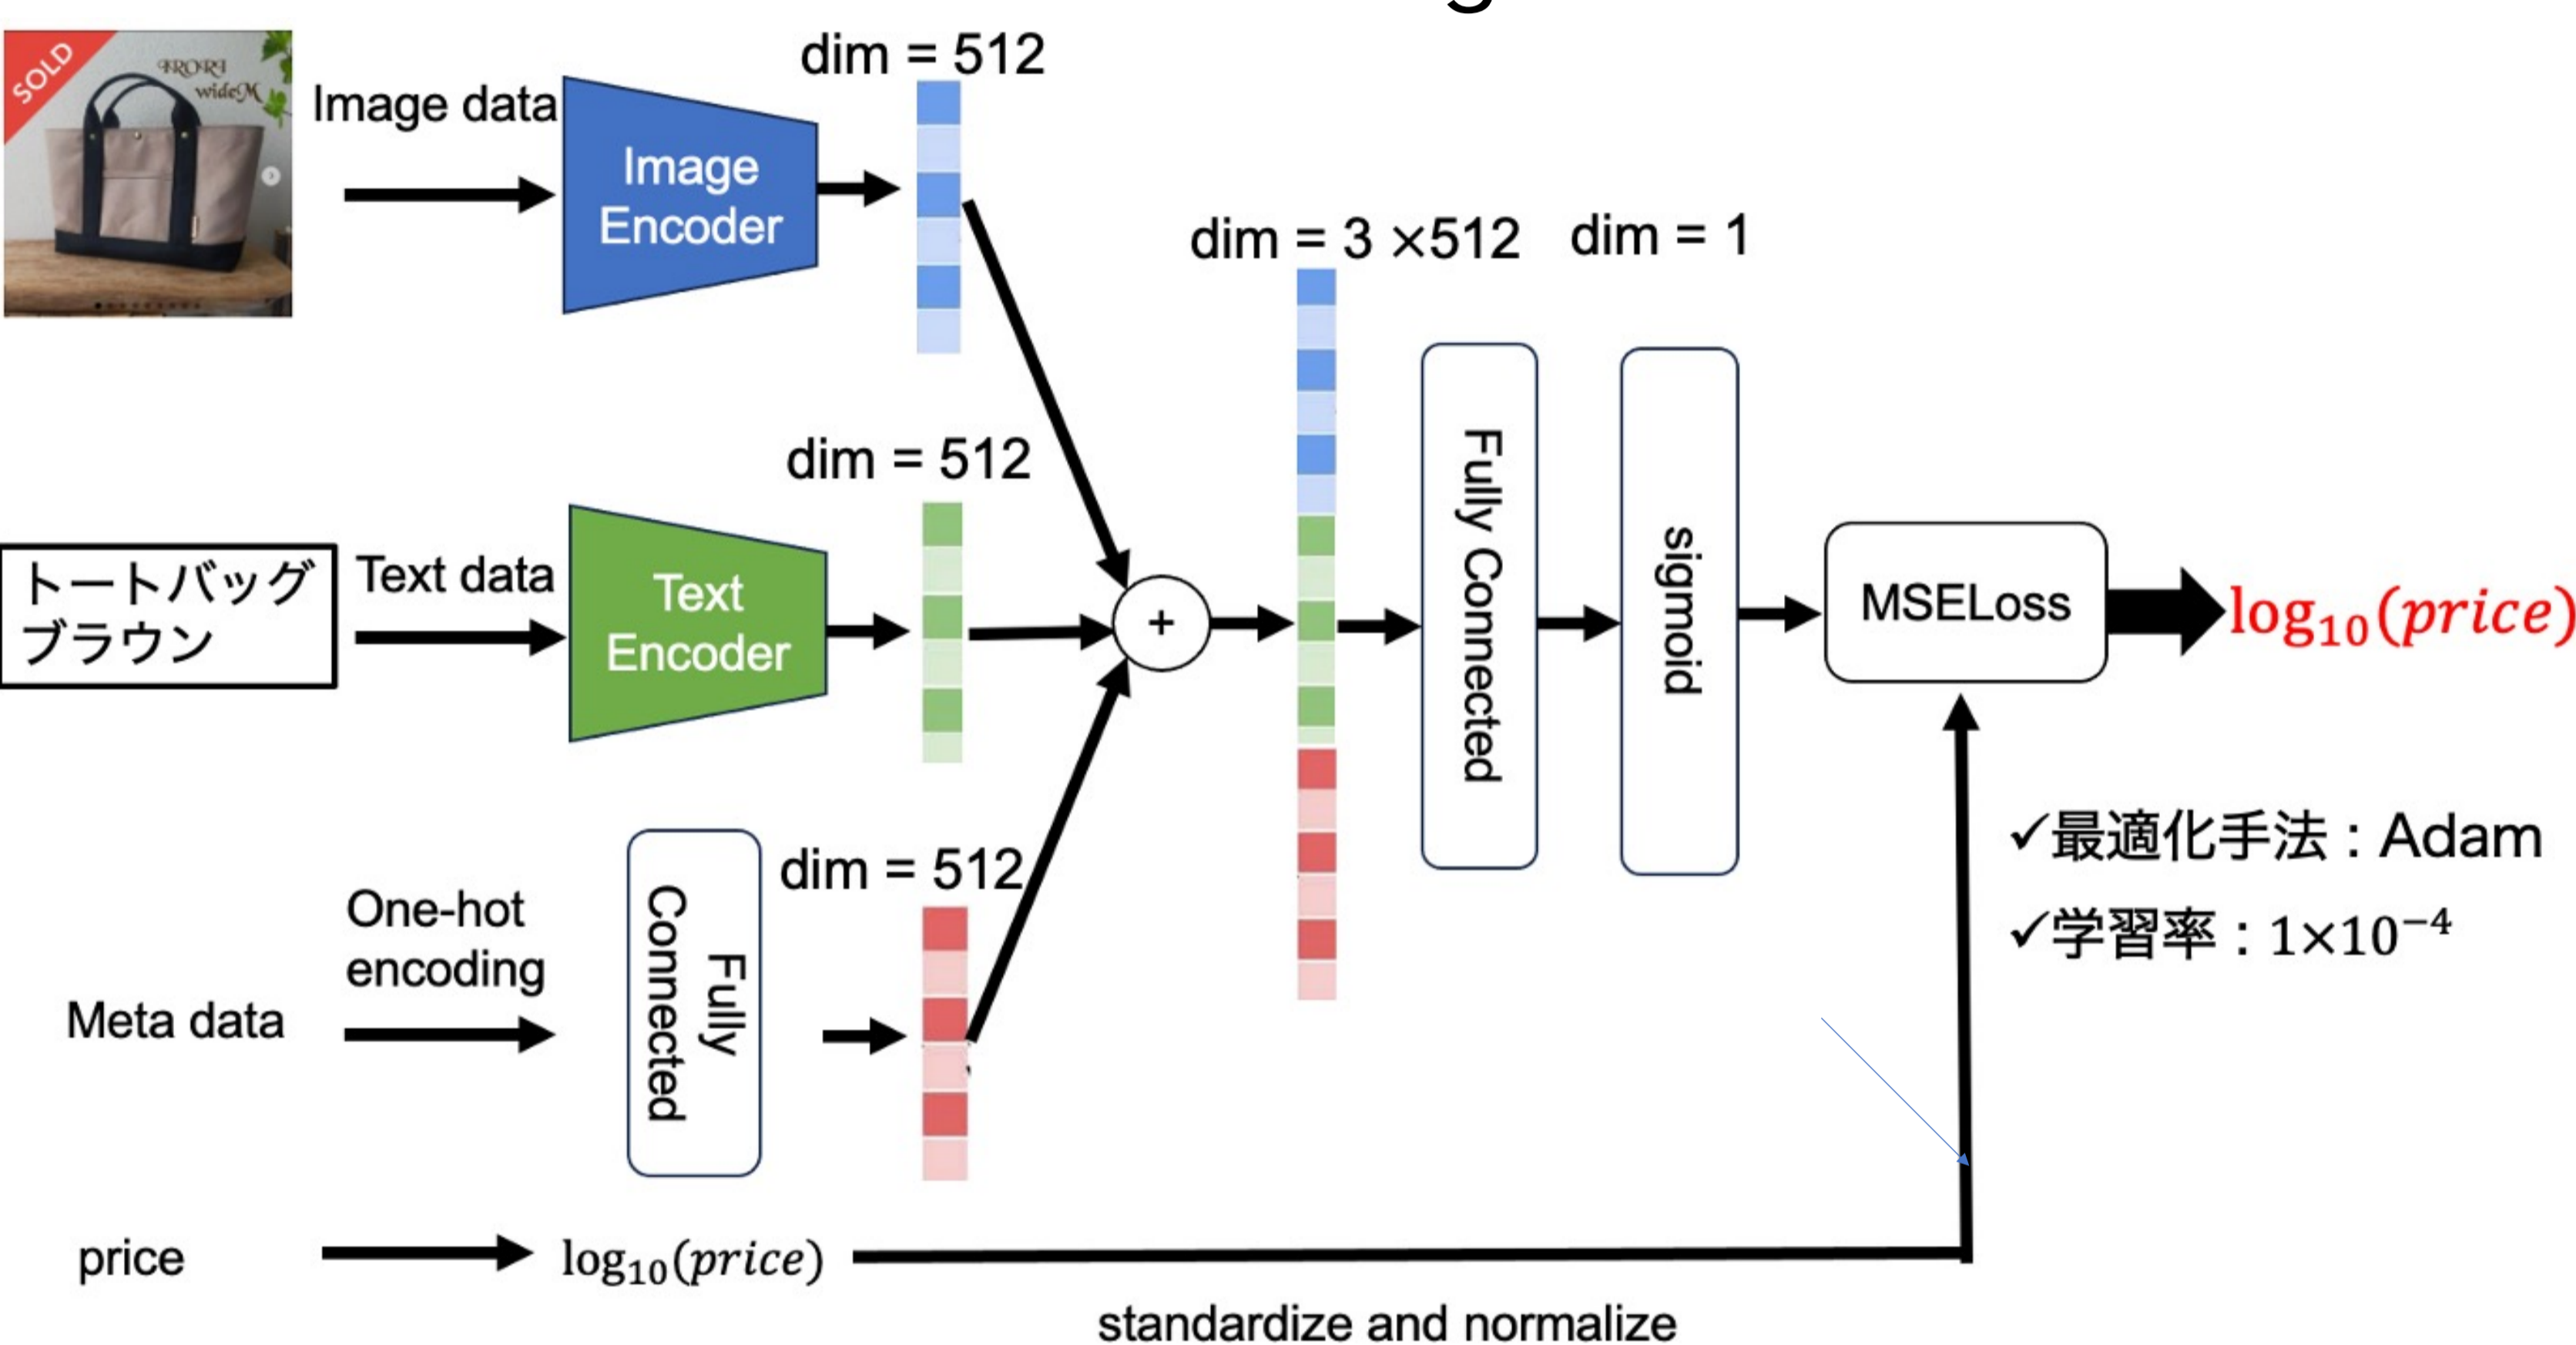 dim = 512
SOLD
IRORI
wideM
Image data
Image
Encoder
dim = 3 ×512
dim = 1
dim = 512
トートバッグ
ブラウン
Text data
Text
Encoder
+
Fully Connected
sigmoid
MSELoss
log₁₀(price)
✓最適化手法：Adam
✓学習率：1×10⁻⁴
dim = 512
One-hot
encoding
Meta data
Fully
Connected
price
log₁₀(price)
standardize and normalize